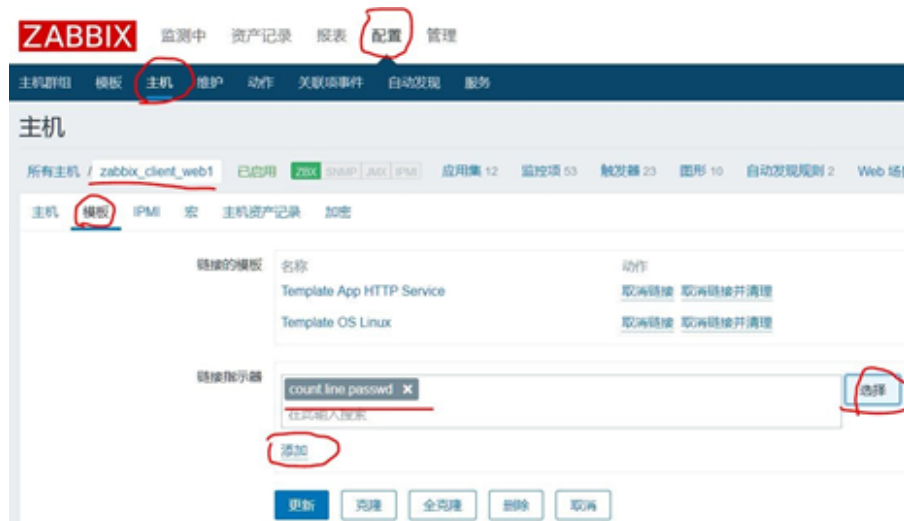 ZABBIX 监测中 资产记录 报表 配置 管理
主机群组 模板 主机 维护 动作 关联项事件 自动发现 服务
主机
所有主机 / zabbix_client_web1 已启用 ZBX SNMP JMX IPMI 应用集 12 监控项 53 触发器 23 图形 10 自动发现规则 2 Web 场
主机 模板 IPMI 宏 主机资产记录 加密
链接的模板 名称 动作
Template App HTTP Service 取消链接 取消链接并清理
Template OS Linux 取消链接 取消链接并清理
链接指示器 count.line.passwd × 选择
在此输入搜索
添加
更新 克隆 全克隆 删除 取消